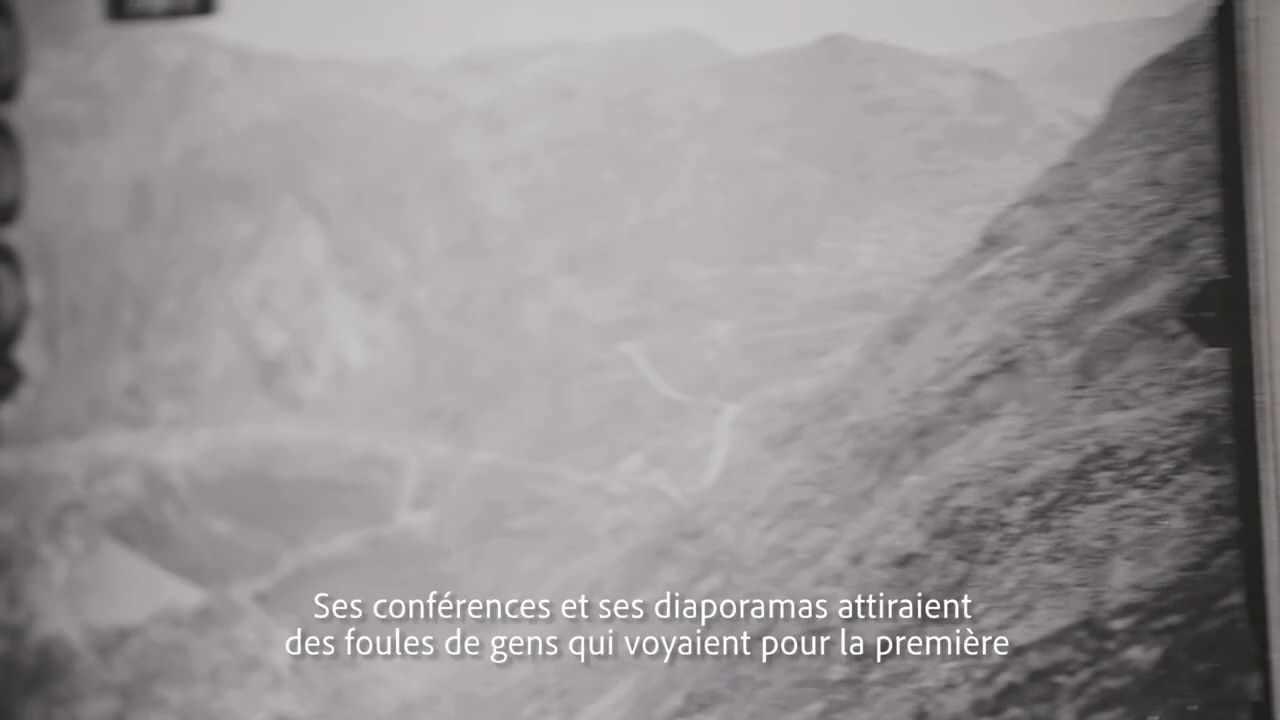 Ses conférences et ses diaporamas attiraient
des foules de gens qui voyaient pour la première